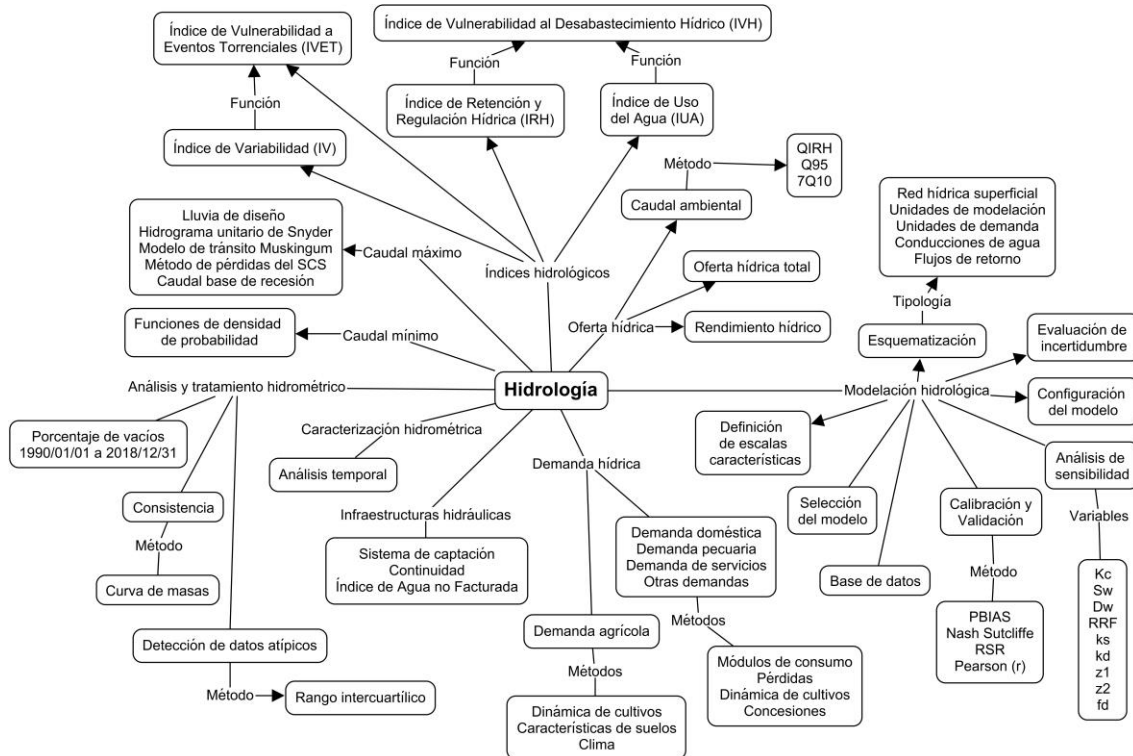 Índice de Vulnerabilidad a
Eventos Torrenciales (IVET)
Índice de Vulnerabilidad al Desabastecimiento Hídrico (IVH)
Función
Función
Función
Índice de Variabilidad (IV)
Índice de Retención y
Regulación Hídrica (IRH)
Índice de Uso
del Agua (IUA)
Método
QIRH
Q95
7Q10
Caudal ambiental
Red hídrica superficial
Unidades de modelación
Unidades de demanda
Conducciones de agua
Flujos de retorno
Lluvia de diseño
Hidrograma unitario de Snyder
Modelo de tránsito Muskingum
Método de pérdidas del SCS
Caudal base de recesión
Caudal máximo
Índices hidrológicos
Oferta hídrica total
Tipología
Funciones de densidad
de probabilidad
Caudal mínimo
Oferta hídrica
Rendimiento hídrico
Esquematización
Evaluación de
incertidumbre
Análisis y tratamiento hidrométrico
Hidrología
Modelación hidrológica
Configuración
del modelo
Porcentaje de vacíos
1990/01/01 a 2018/12/31
Caracterización hidrométrica
Análisis temporal
Demanda hídrica
Definición
de escalas
características
Análisis de
sensibilidad
Consistencia
Infraestructuras hidráulicas
Selección
del modelo
Calibración y
Validación
Variables
Método
Sistema de captación
Continuidad
Índice de Agua no Facturada
Demanda doméstica
Demanda pecuaria
Demanda de servicios
Otras demandas
Base de datos
Método
Curva de masas
Kc
Sw
Dw
RRF
ks
kd
z1
z2
fd
Detección de datos atípicos
Demanda agrícola
Métodos
PBIAS
Nash Sutcliffe
RSR
Pearson (r)
Método
Rango intercuartílico
Métodos
Módulos de consumo
Pérdidas
Dinámica de cultivos
Concesiones
Dinámica de cultivos
Características de suelos
Clima